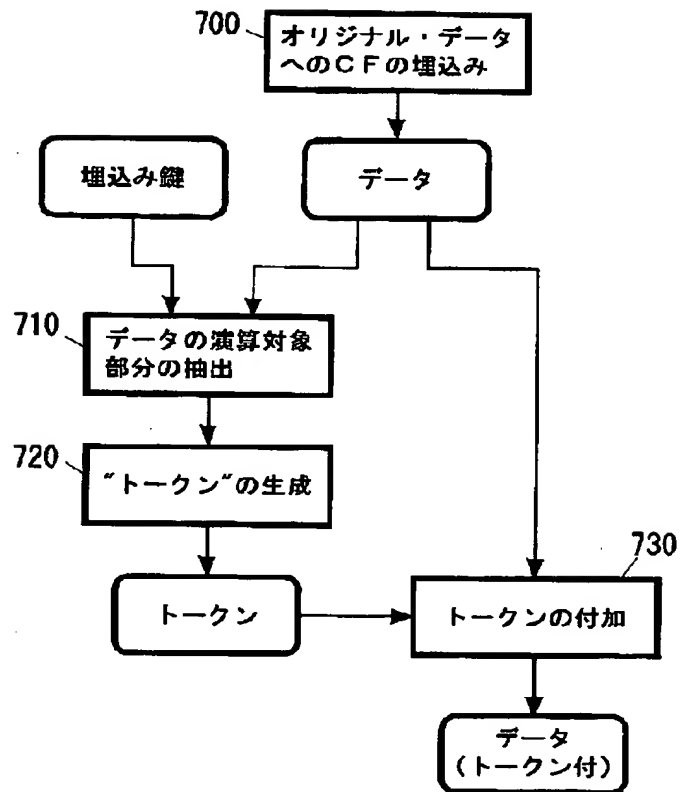 700
オリジナル・データ
へのCFの埋込み
埋込み鍵
データ
710
データの演算対象
部分の抽出
720
"トークン"の生成
トークン
730
トークンの付加
データ
(トークン付)